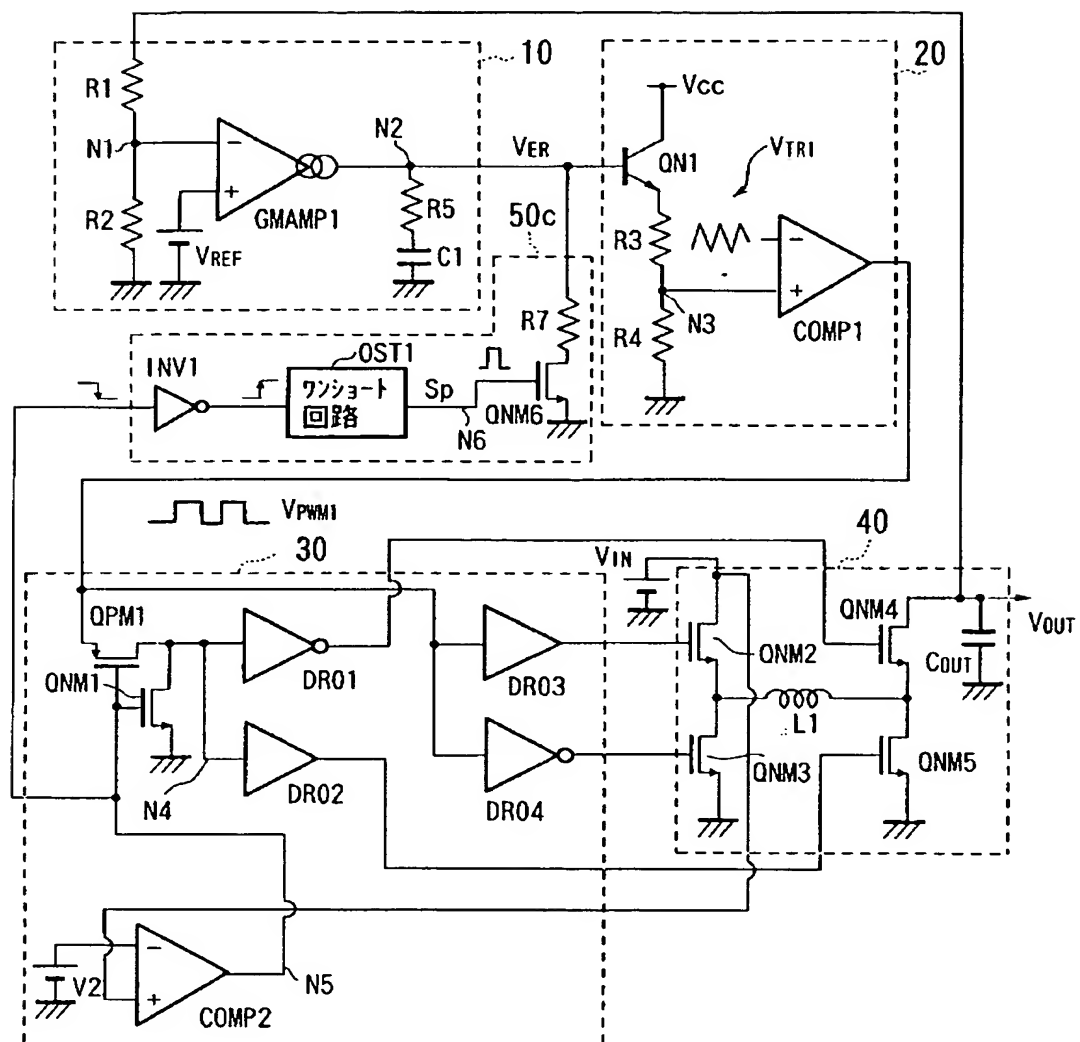 10
20
R1
VCC
N1
N2
VER
QN1
VTRI
GMAMP1
R5
R2
50c
R3
VREF
C1
COMP1
R7
N3
R4
OST1
INV1
ワンショート
回路
Sp
QNM6
N6
VPWM1
40
30
VIN
QNM4
VOUT
QPM1
COUT
QNM1
DR01
DR03
QNM2
L1
QNM3
QNM5
N4
DR02
DR04
V2
N5
COMP2